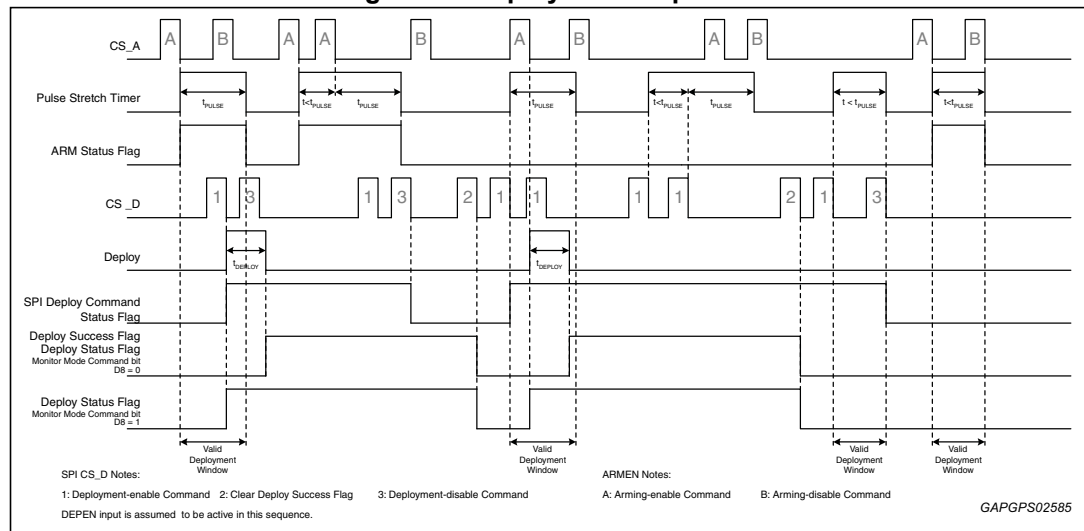 A B A A B A B A B A B
CS_A
Pulse Stretch Timer
tPULSE t<tPULSE tPULSE tPULSE t<tPULSE tPULSE t < tPULSE t<tPULSE
ARM Status Flag
1 3 1 3 2 1 1 1 1 2 1 3
CS _D
Deploy
tDEPLOY tDEPLOY
SPI Deploy Command
Status Flag
Deploy Success Flag
Deploy Status Flag
Monitor Mode Command bit
D8 = 0
Deploy Status Flag
Monitor Mode Command bit
D8 = 1
Valid
Deployment
Window
Valid
Deployment
Window
Valid
Deployment
Window
Valid
Deployment
Window
SPI CS_D Notes:
1: Deployment-enable Command 2: Clear Deploy Success Flag 3: Deployment-disable Command
DEPEN input is assumed to be active in this sequence.
ARMEN Notes:
A: Arming-enable Command B: Arming-disable Command
GAPGPS02585